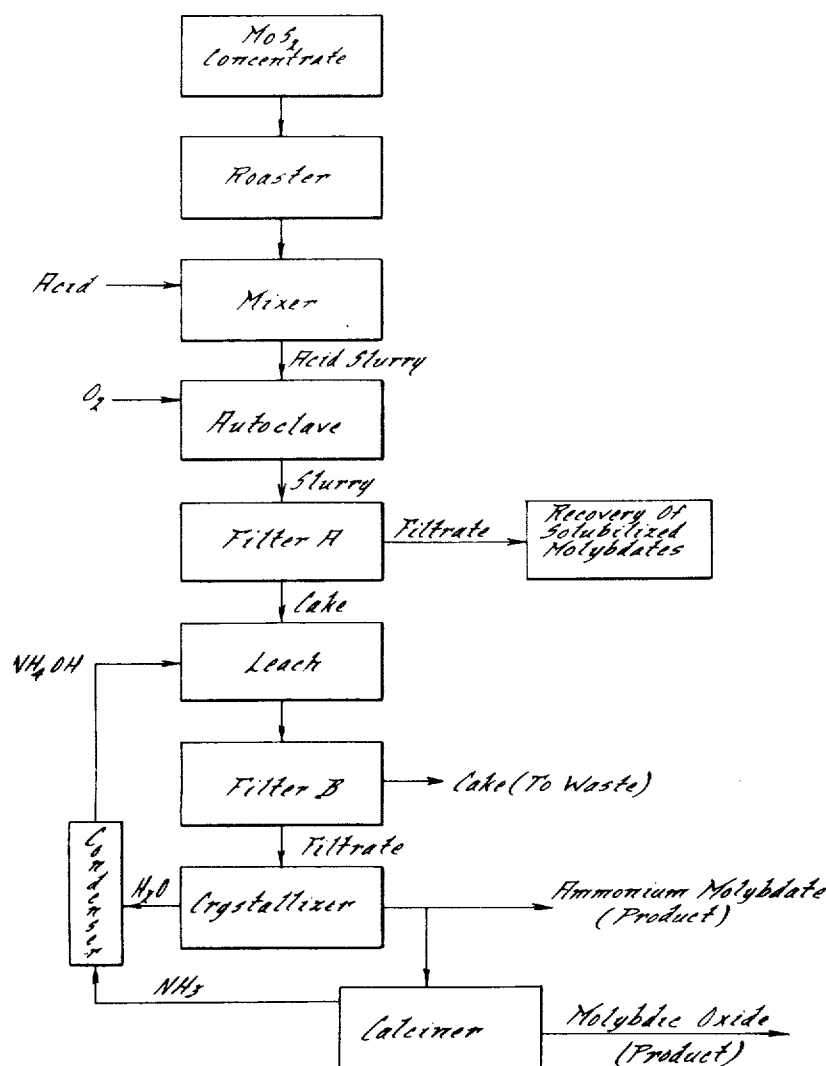 MoS2
Concentrate
Roaster
Acid
Mixer
Acid Slurry
O2
Autoclave
Slurry
Filter A
Filtrate
Recovery Of
Solubilized
Molybdates
Cake
NH4OH
Leach
Filter B
Cake (To Waste)
Filtrate
Condenser
H2O
Crystallizer
Ammonium Molybdate
(Product)
NH3
Calciner
Molybdic Oxide
(Product)